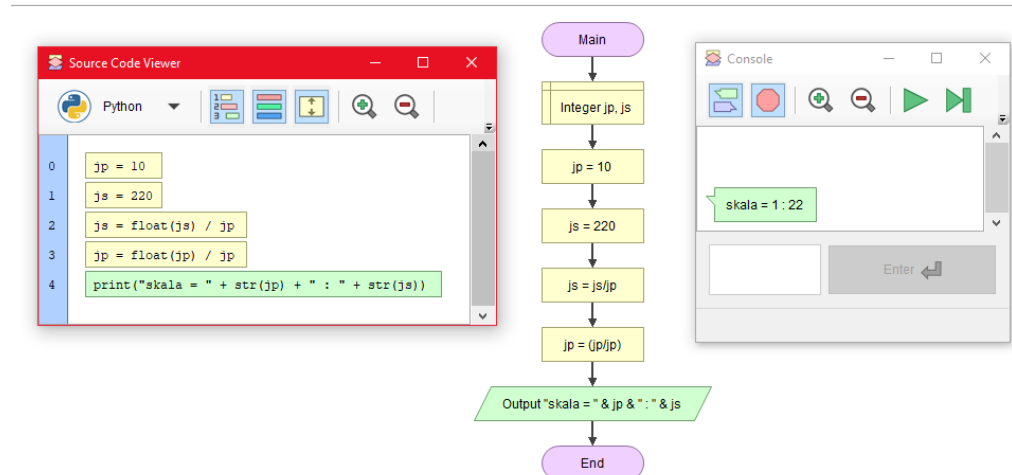 Source Code Viewer
Python
0 jp = 10
1 js = 220
2 js = float(js) / jp
3 jp = float(jp) / jp
4 print("skala = " + str(jp) + " : " + str(js))
Main
Integer jp, js
jp = 10
js = 220
js = js/jp
jp = (jp/jp)
Output "skala = " & jp & " : " & js
End
Console
skala = 1 : 22
Enter